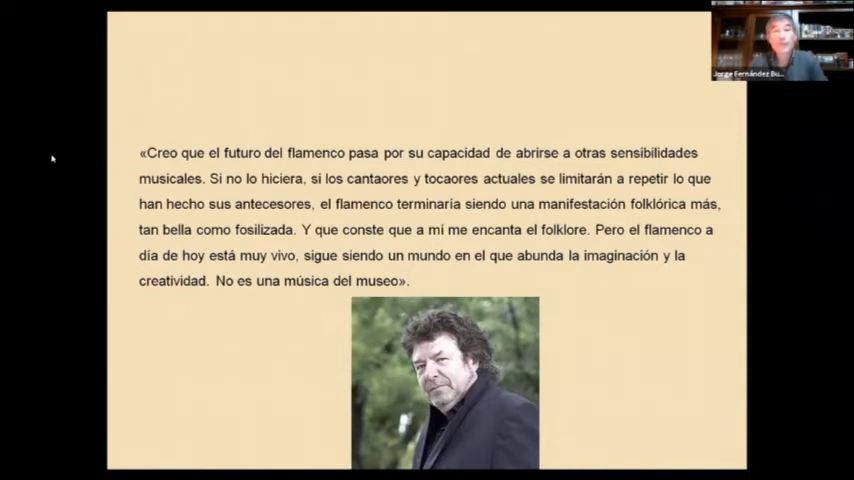 Jorge Fernández Bu...
«Creo que el futuro del flamenco pasa por su capacidad de abrirse a otras sensibilidades
musicales. Si no lo hiciera, si los cantaores y tocaores actuales se limitarán a repetir lo que
han hecho sus antecesores, el flamenco terminaría siendo una manifestación folklórica más,
tan bella como fosilizada. Y que conste que a mí me encanta el folklore. Pero el flamenco a
día de hoy está muy vivo, sigue siendo un mundo en el que abunda la imaginación y la
creatividad. No es una música del museo».